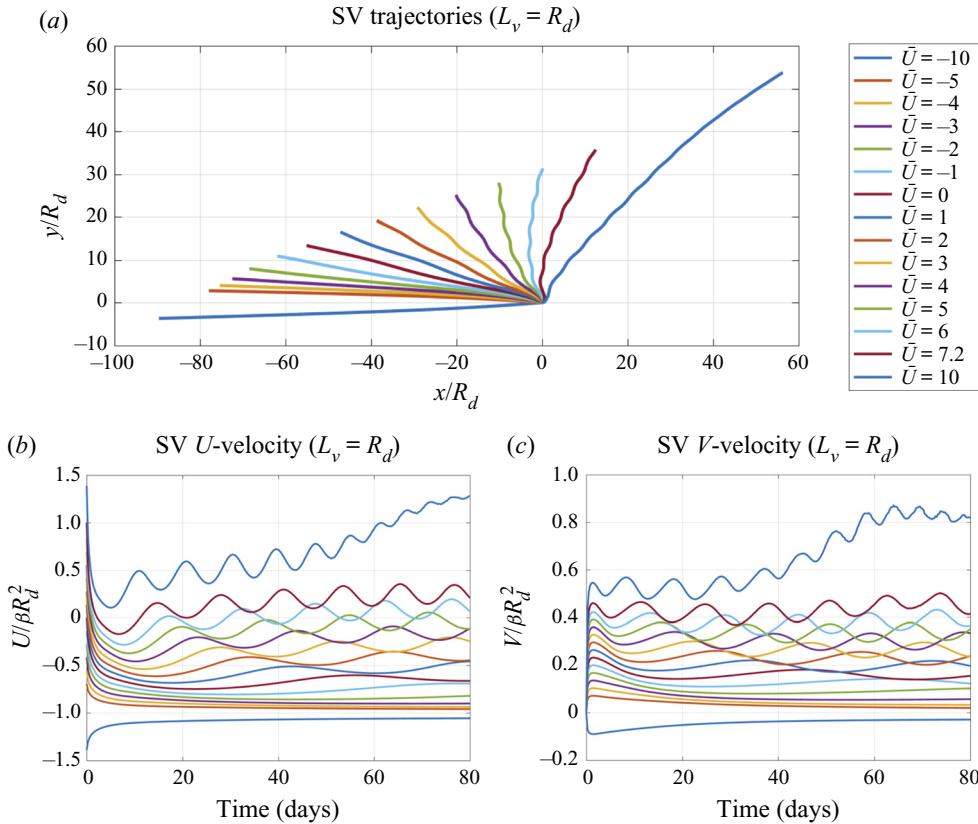 (a)
SV trajectories (L_v = R_d)
60
50
40
30
20
10
0
–10
y/R_d
–100
–80
–60
–40
–20
0
20
40
60
x/R_d
Ū = –10
Ū = –5
Ū = –4
Ū = –3
Ū = –2
Ū = –1
Ū = 0
Ū = 1
Ū = 2
Ū = 3
Ū = 4
Ū = 5
Ū = 6
Ū = 7.2
Ū = 10
(b)
SV U-velocity (L_v = R_d)
1.5
1.0
0.5
0
–0.5
–1.0
–1.5
U/βR_d^2
0
20
40
60
80
Time (days)
(c)
SV V-velocity (L_v = R_d)
1.0
0.8
0.6
0.4
0.2
0
–0.2
V/βR_d^2
0
20
40
60
80
Time (days)